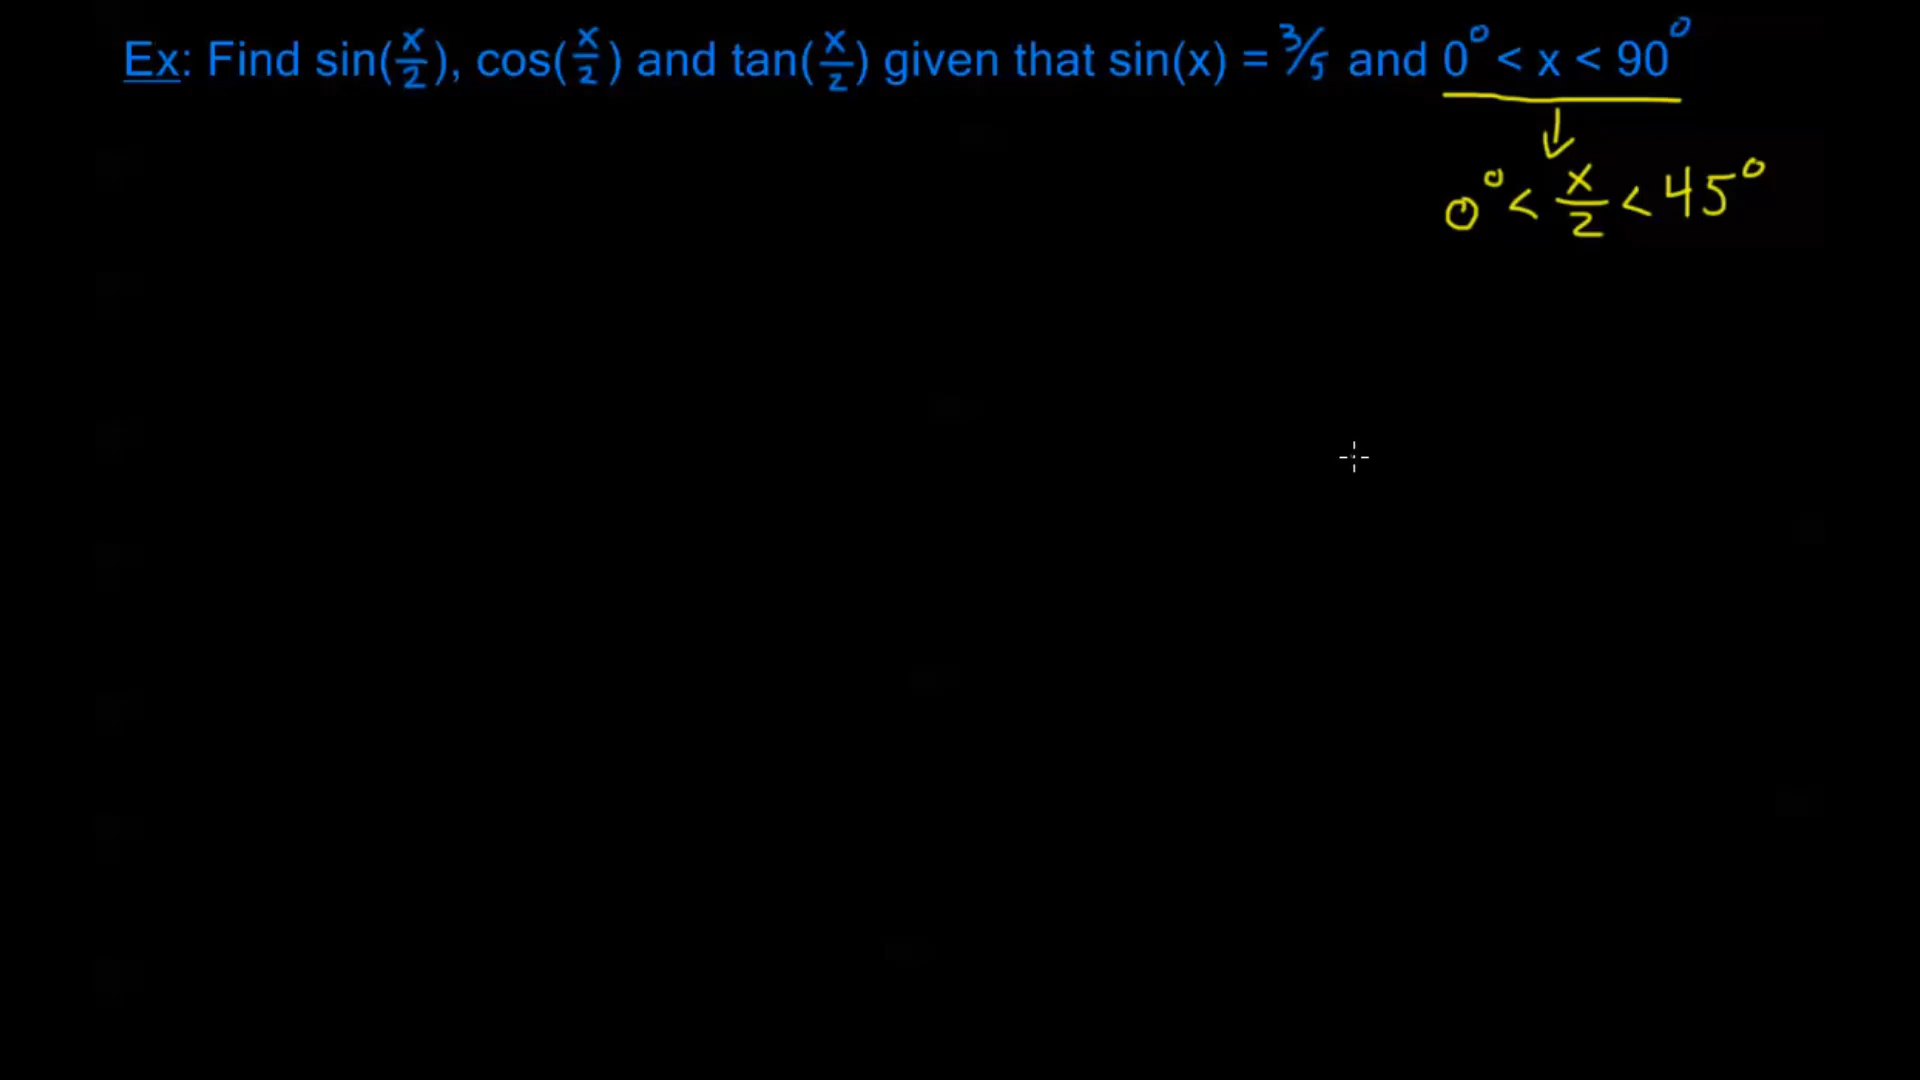 Ex: Find sin(x/2), cos(x/2) and tan(x/2) given that sin(x) = 3/5 and 0° < x < 90°
0° < x/2 < 45°